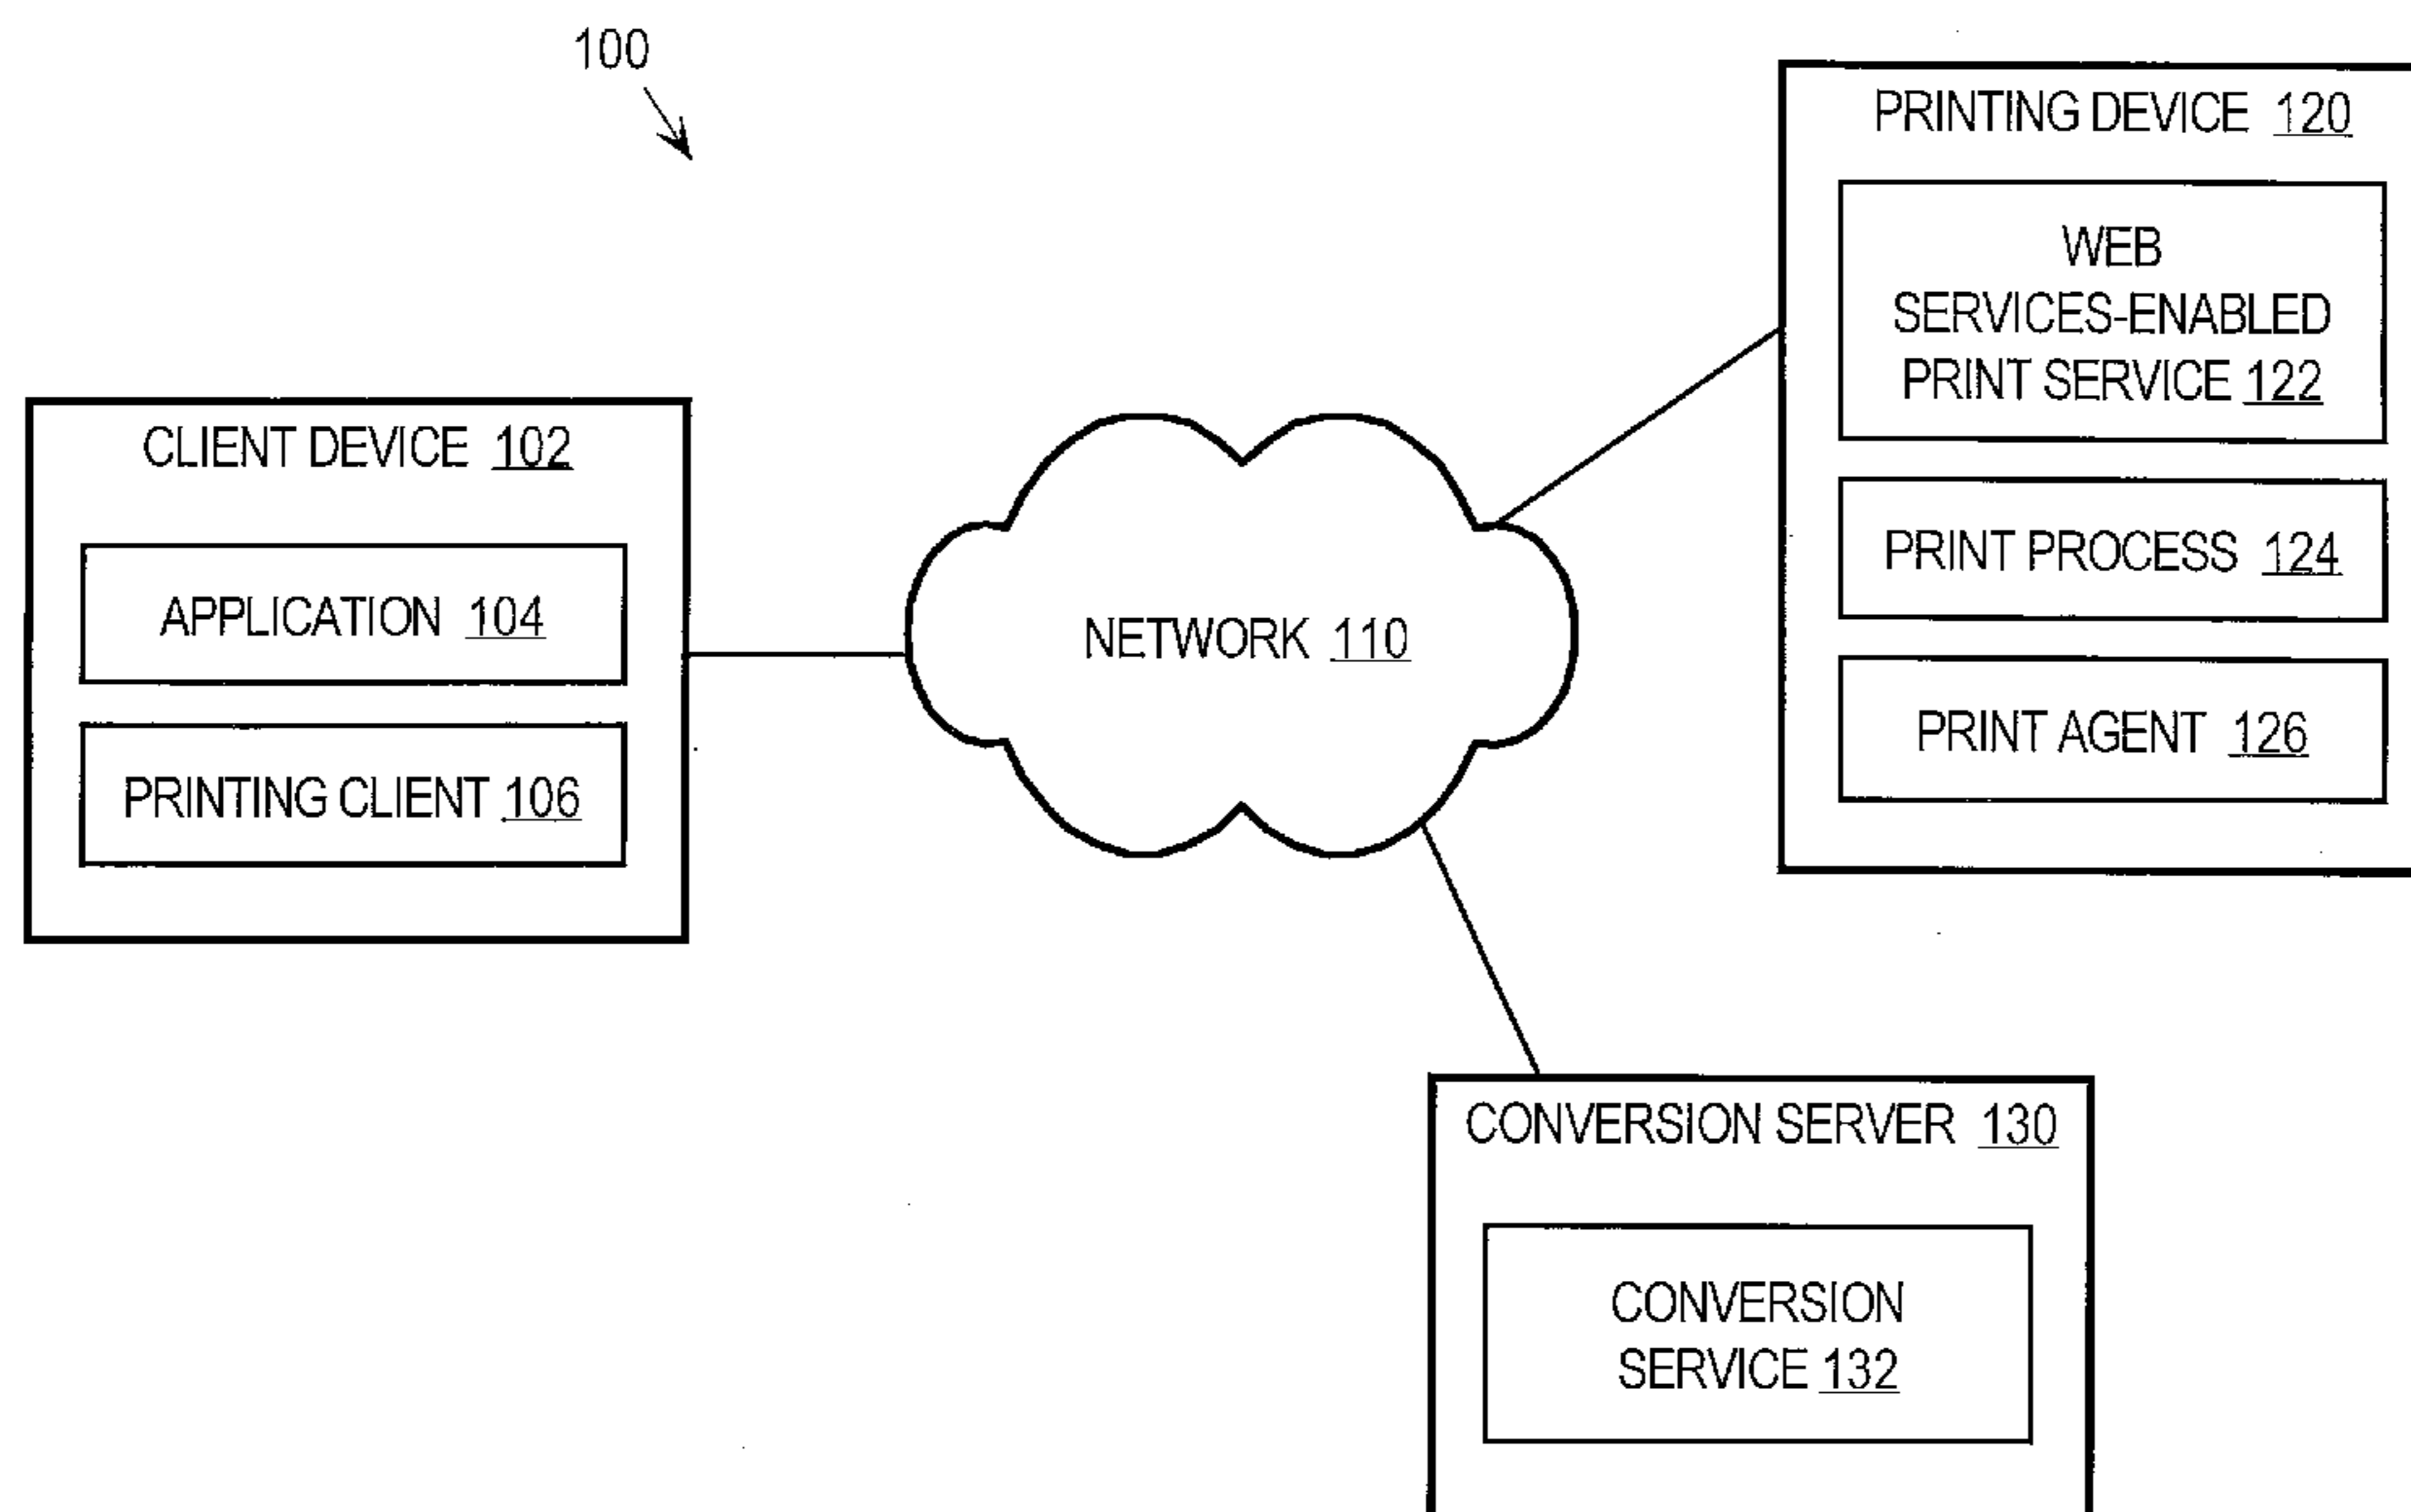 100
PRINTING DEVICE 120
WEB
SERVICES-ENABLED
PRINT SERVICE 122
PRINT PROCESS 124
PRINT AGENT 126
CLIENT DEVICE 102
APPLICATION 104
PRINTING CLIENT 106
NETWORK 110
CONVERSION SERVER 130
CONVERSION
SERVICE 132